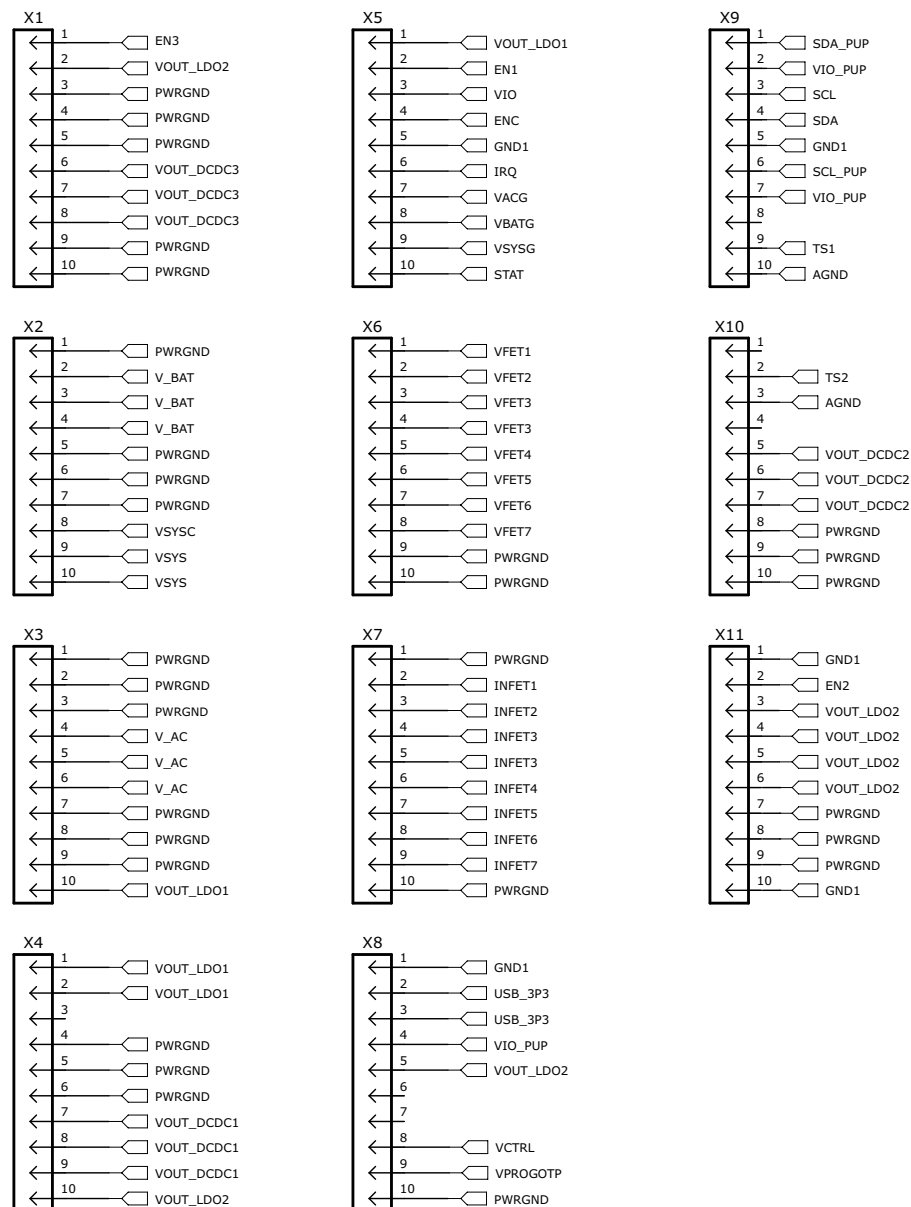 X1
1 EN3
2 VOUT_LDO2
3 PWRGND
4 PWRGND
5 PWRGND
6 VOUT_DCDC3
7 VOUT_DCDC3
8 VOUT_DCDC3
9 PWRGND
10 PWRGND
X2
1 PWRGND
2 V_BAT
3 V_BAT
4 V_BAT
5 PWRGND
6 PWRGND
7 PWRGND
8 VSYSC
9 VSYS
10 VSYS
X3
1 PWRGND
2 PWRGND
3 PWRGND
4 V_AC
5 V_AC
6 V_AC
7 PWRGND
8 PWRGND
9 PWRGND
10 VOUT_LDO1
X4
1 VOUT_LDO1
2 VOUT_LDO1
3
4 PWRGND
5 PWRGND
6 PWRGND
7 VOUT_DCDC1
8 VOUT_DCDC1
9 VOUT_DCDC1
10 VOUT_LDO2
X5
1 VOUT_LDO1
2 EN1
3 VIO
4 ENC
5 GND1
6 IRQ
7 VACG
8 VBATG
9 VSYSG
10 STAT
X6
1 VFET1
2 VFET2
3 VFET3
4 VFET3
5 VFET4
6 VFET5
7 VFET6
8 VFET7
9 PWRGND
10 PWRGND
X7
1 PWRGND
2 INFET1
3 INFET2
4 INFET3
5 INFET3
6 INFET4
7 INFET5
8 INFET6
9 INFET7
10 PWRGND
X8
1 GND1
2 USB_3P3
3 USB_3P3
4 VIO_PUP
5 VOUT_LDO2
6
7
8 VCTRL
9 VPROGOTP
10 PWRGND
X9
1 SDA_PUP
2 VIO_PUP
3 SCL
4 SDA
5 GND1
6 SCL_PUP
7 VIO_PUP
8
9 TS1
10 AGND
X10
1
2 TS2
3 AGND
4
5 VOUT_DCDC2
6 VOUT_DCDC2
7 VOUT_DCDC2
8 PWRGND
9 PWRGND
10 PWRGND
X11
1 GND1
2 EN2
3 VOUT_LDO2
4 VOUT_LDO2
5 VOUT_LDO2
6 VOUT_LDO2
7 PWRGND
8 PWRGND
9 PWRGND
10 GND1